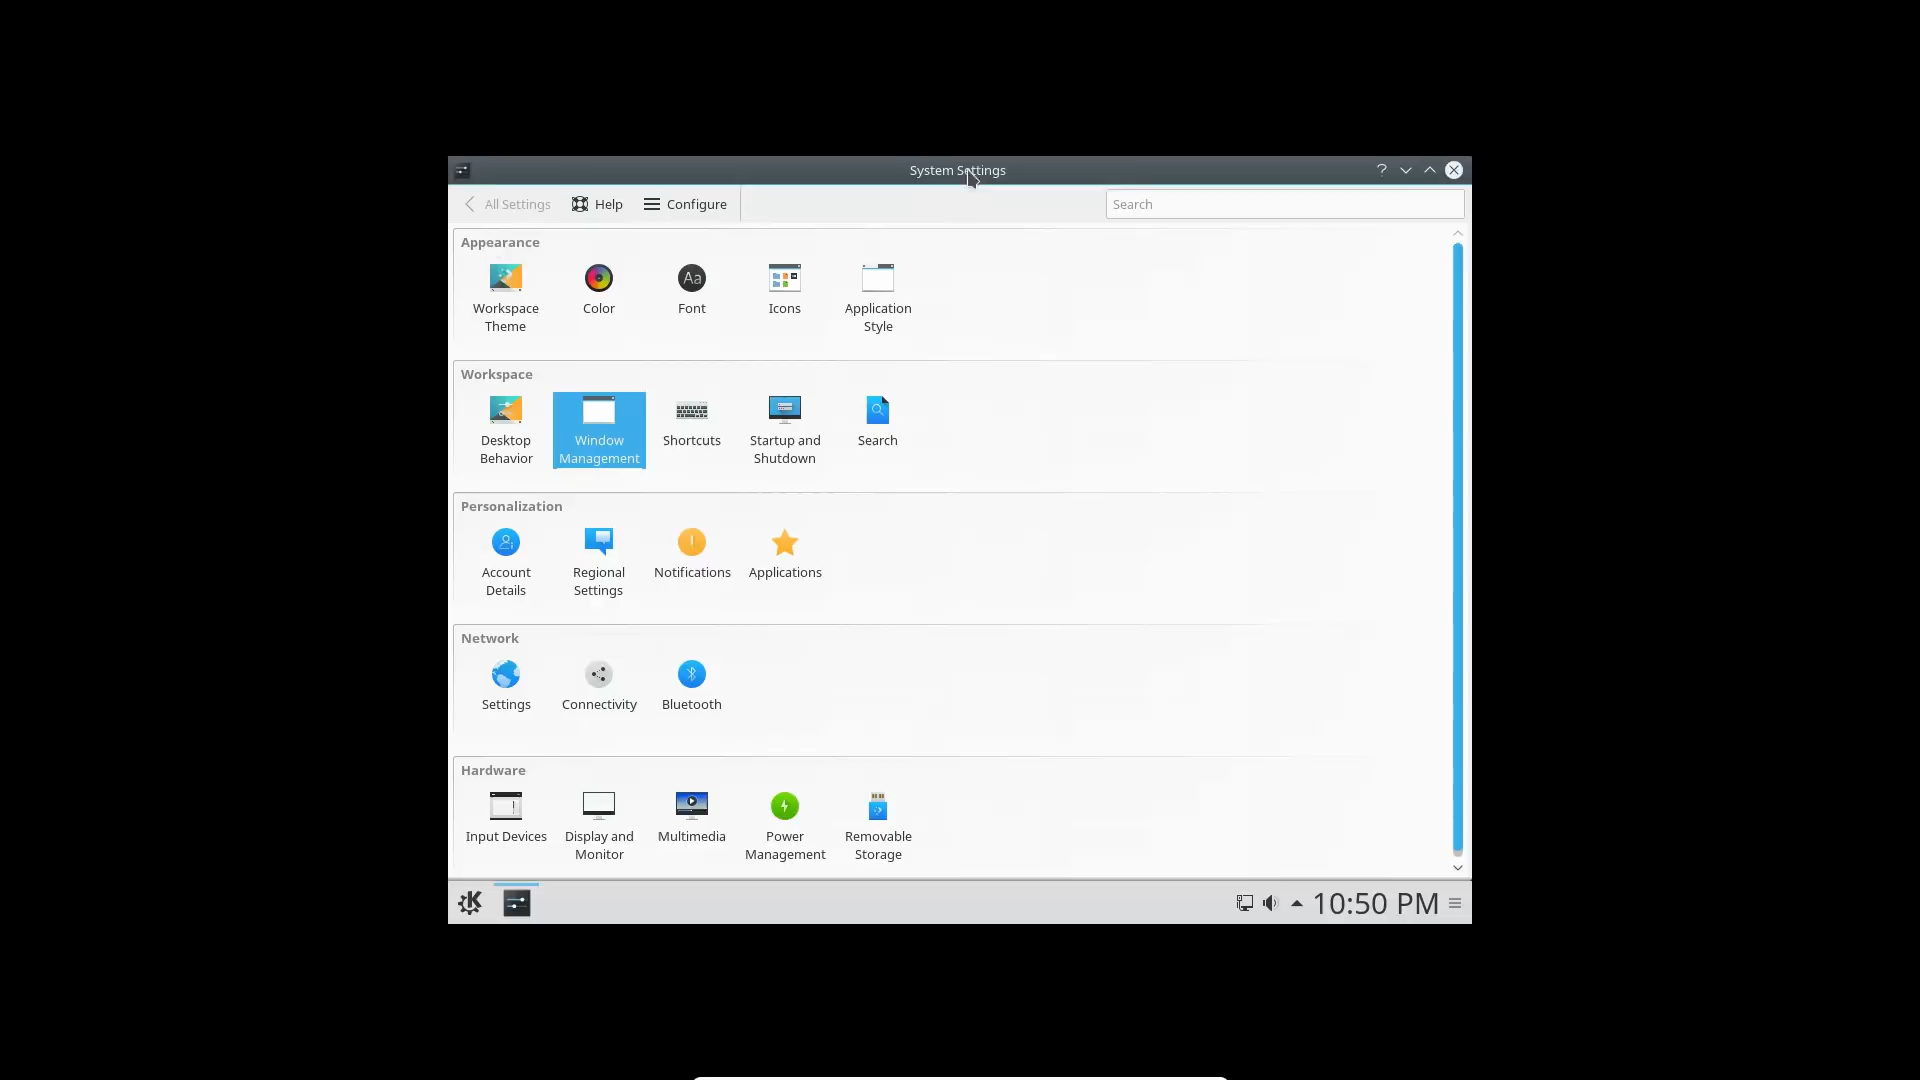 System Settings
?
All Settings
Help
Configure
Search
Appearance
Workspace
Theme
Color
Aa
Font
Icons
Application
Style
Workspace
Desktop
Behavior
Window
Management
Shortcuts
Startup and
Shutdown
Search
Personalization
Account
Details
Regional
Settings
Notifications
Applications
Network
Settings
Connectivity
Bluetooth
Hardware
Input Devices
Display and
Monitor
Multimedia
Power
Management
Removable
Storage
10:50 PM